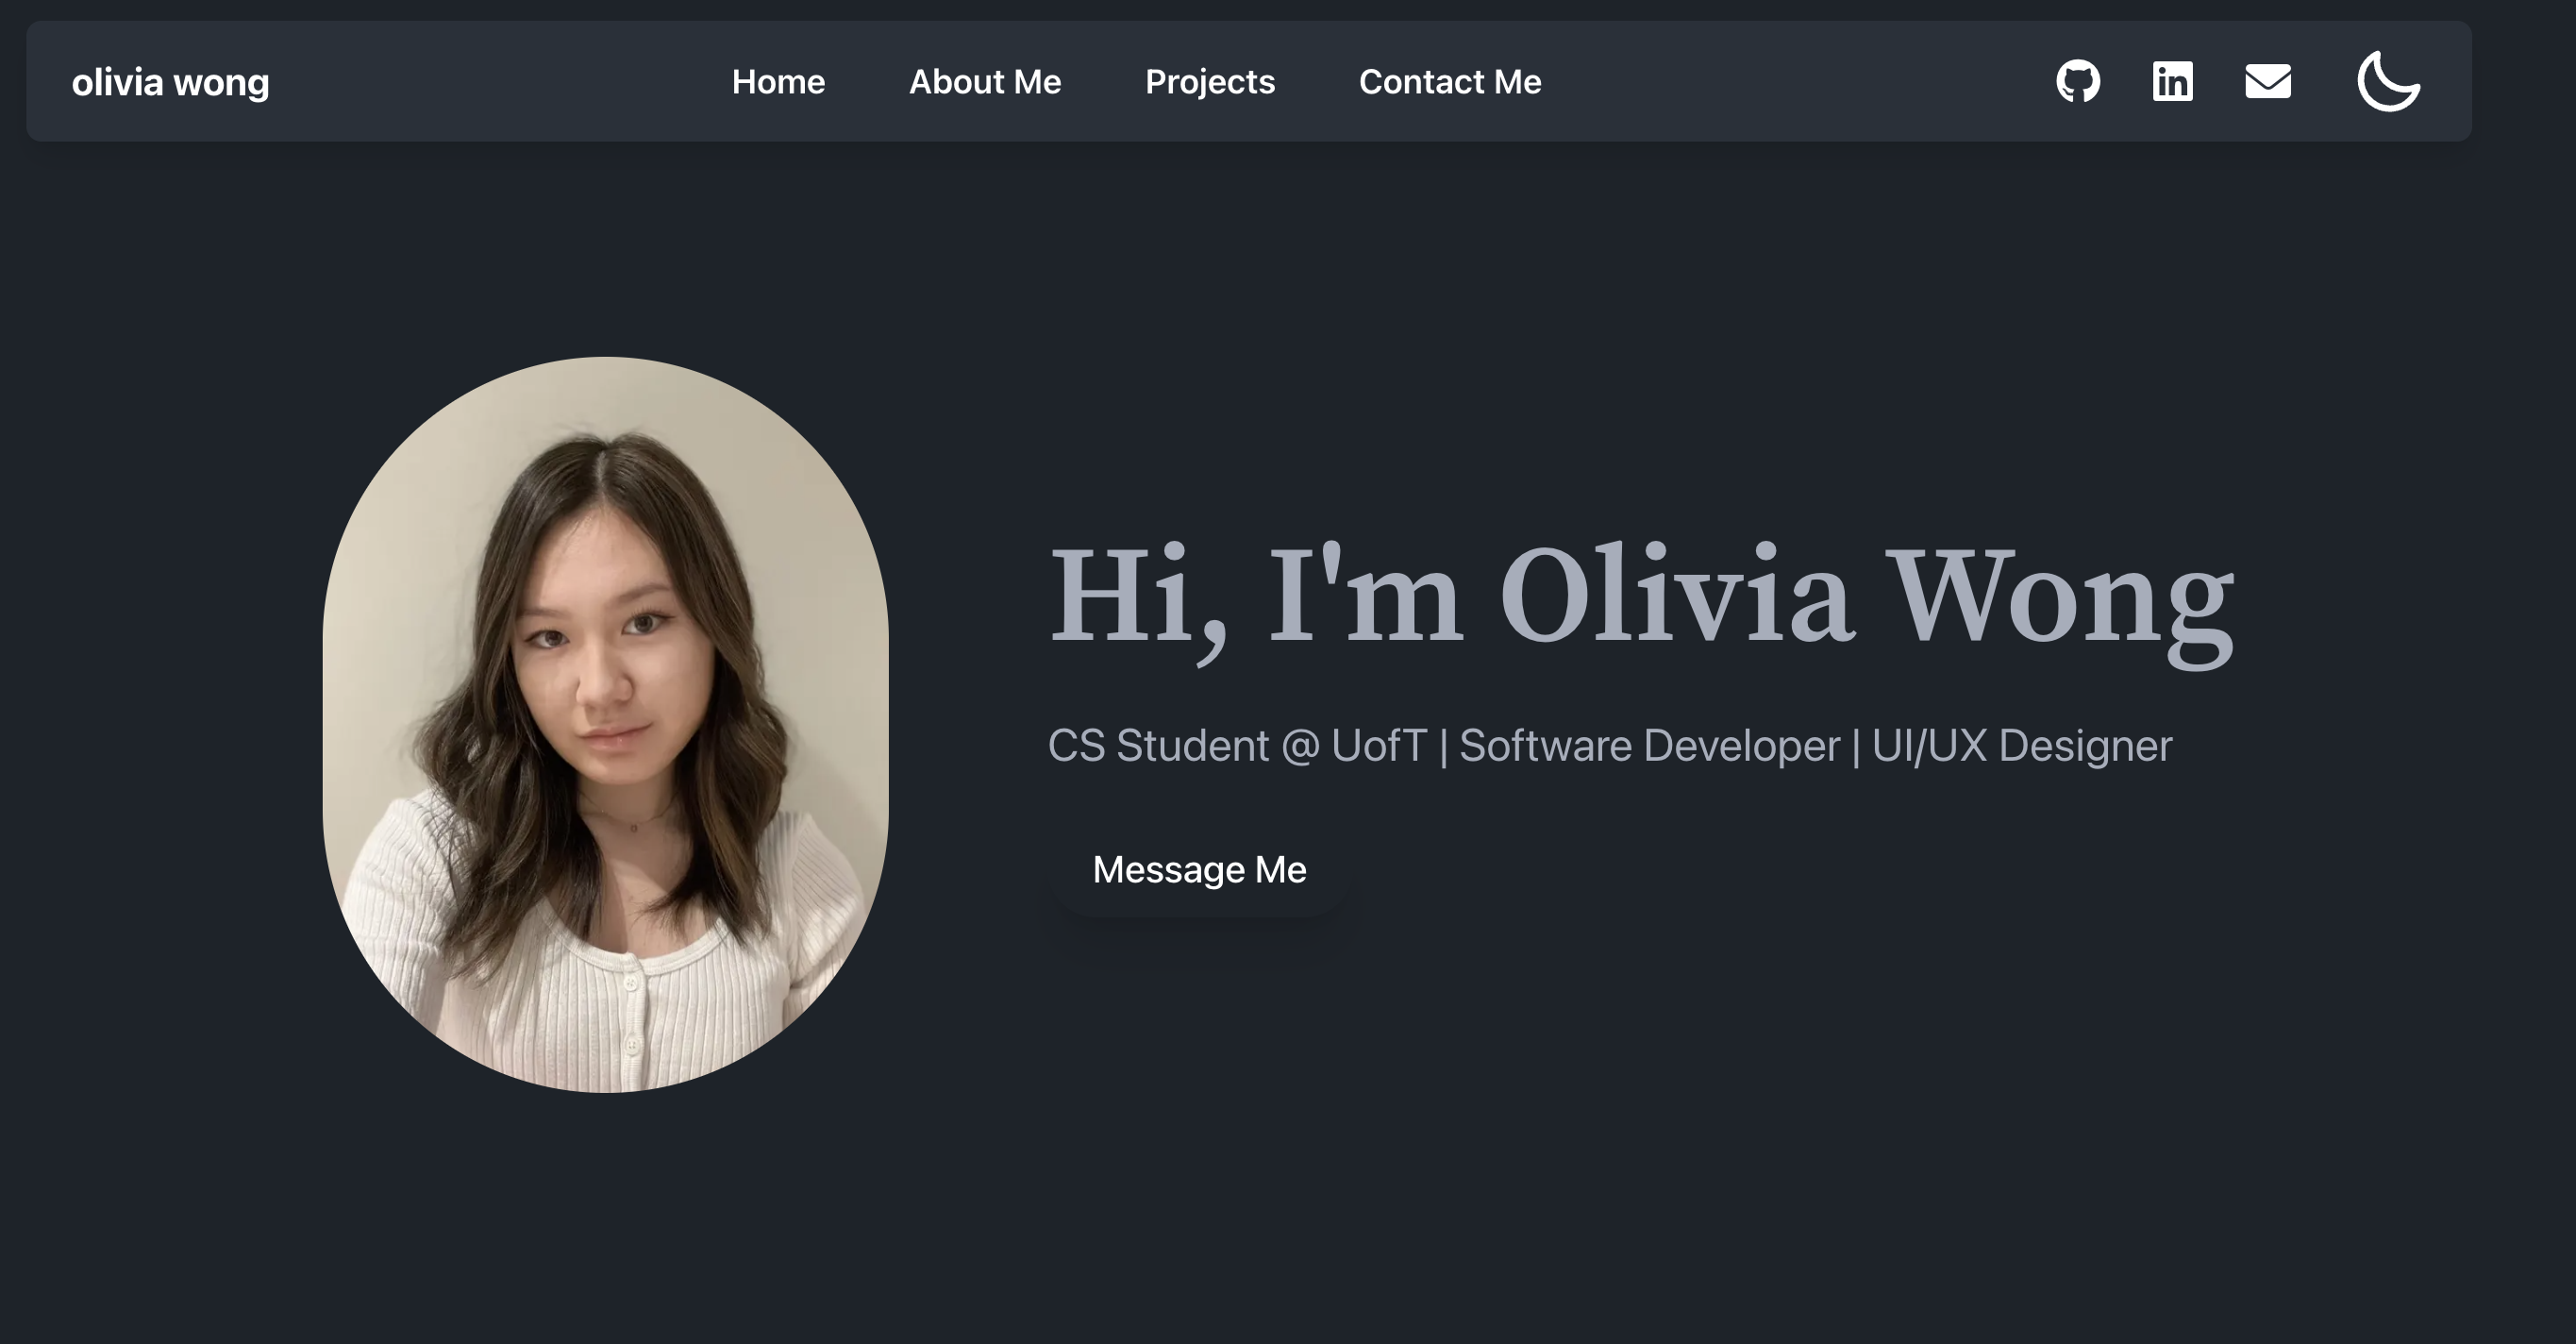 olivia wong
Home
About Me
Projects
Contact Me
in
Hi, I'm Olivia Wong
CS Student @ UofT | Software Developer | UI/UX Designer
Message Me